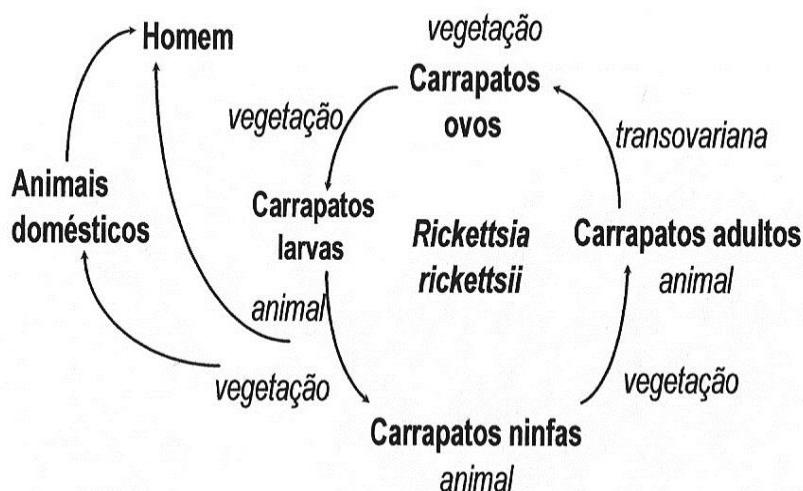 Homem
vegetação
Carrapatos
ovos
vegetação
transovariana
Animais
domésticos
Carrapatos
larvas
Rickettsia
rickettsii
Carrapatos adultos
animal
animal
vegetação
vegetação
Carrapatos ninfas
animal